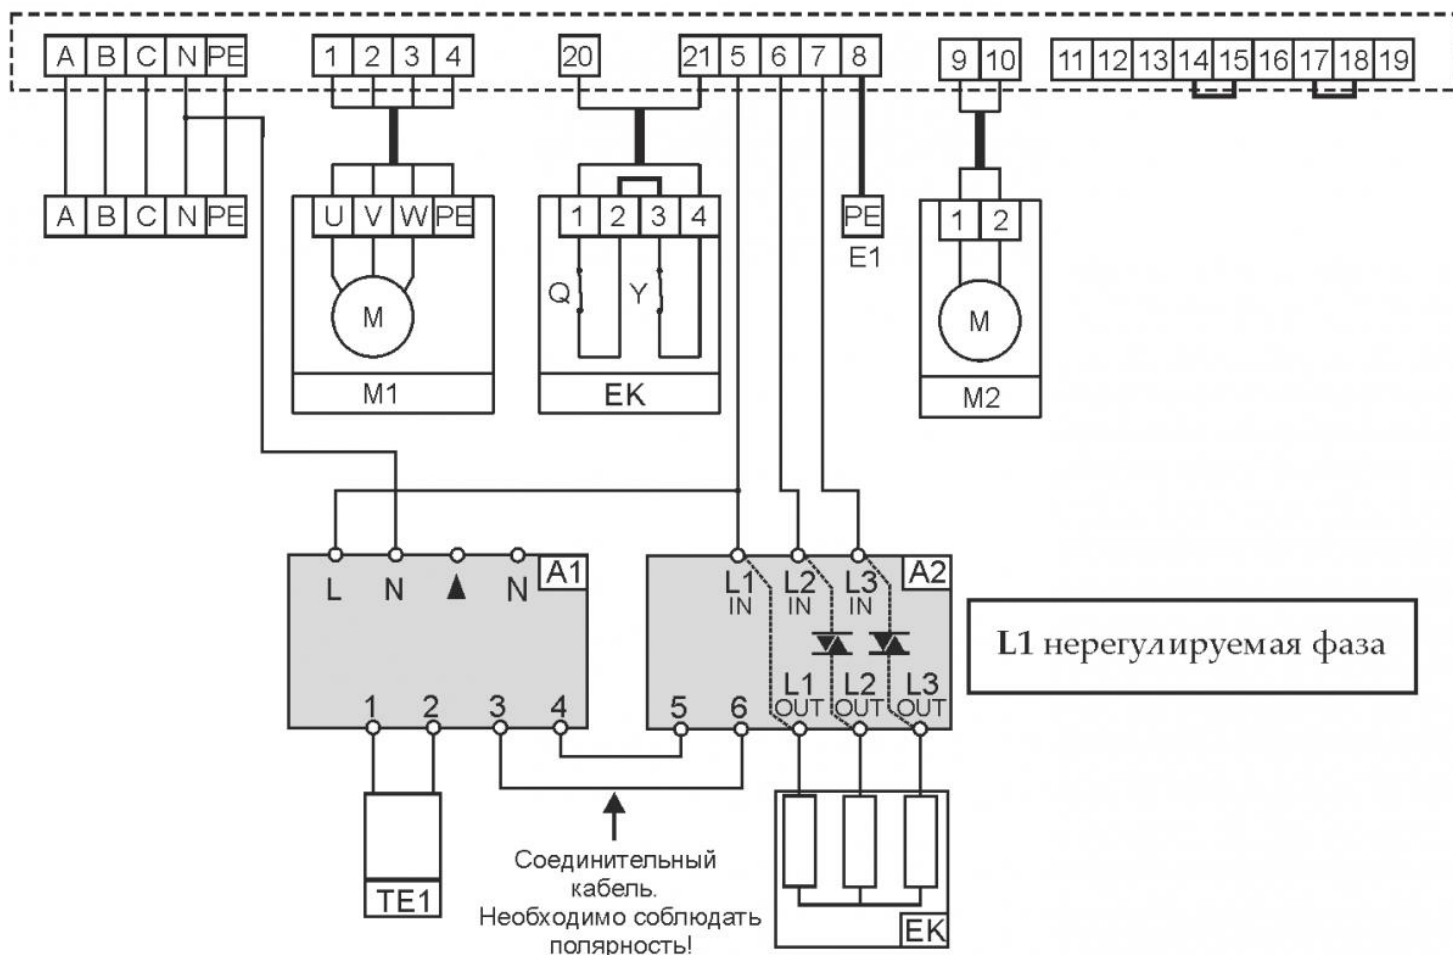 A B C N PE
1 2 3 4
20
21 5 6 7 8
9 10
11 12 13 14 15 16 17 18 19
A B C N PE
U V W PE
M
M1
1 2 3 4
Q Y
EK
PE
E1
1 2
M
M2
L N ▲ N
A1
1 2 3 4
L1 L2 L3
IN IN IN
A2
L1 L2 L3
OUT OUT OUT
5 6
L1 нерегулируемая фаза
TE1
Соединительный
кабель.
Необходимо соблюдать
полярность!
EK